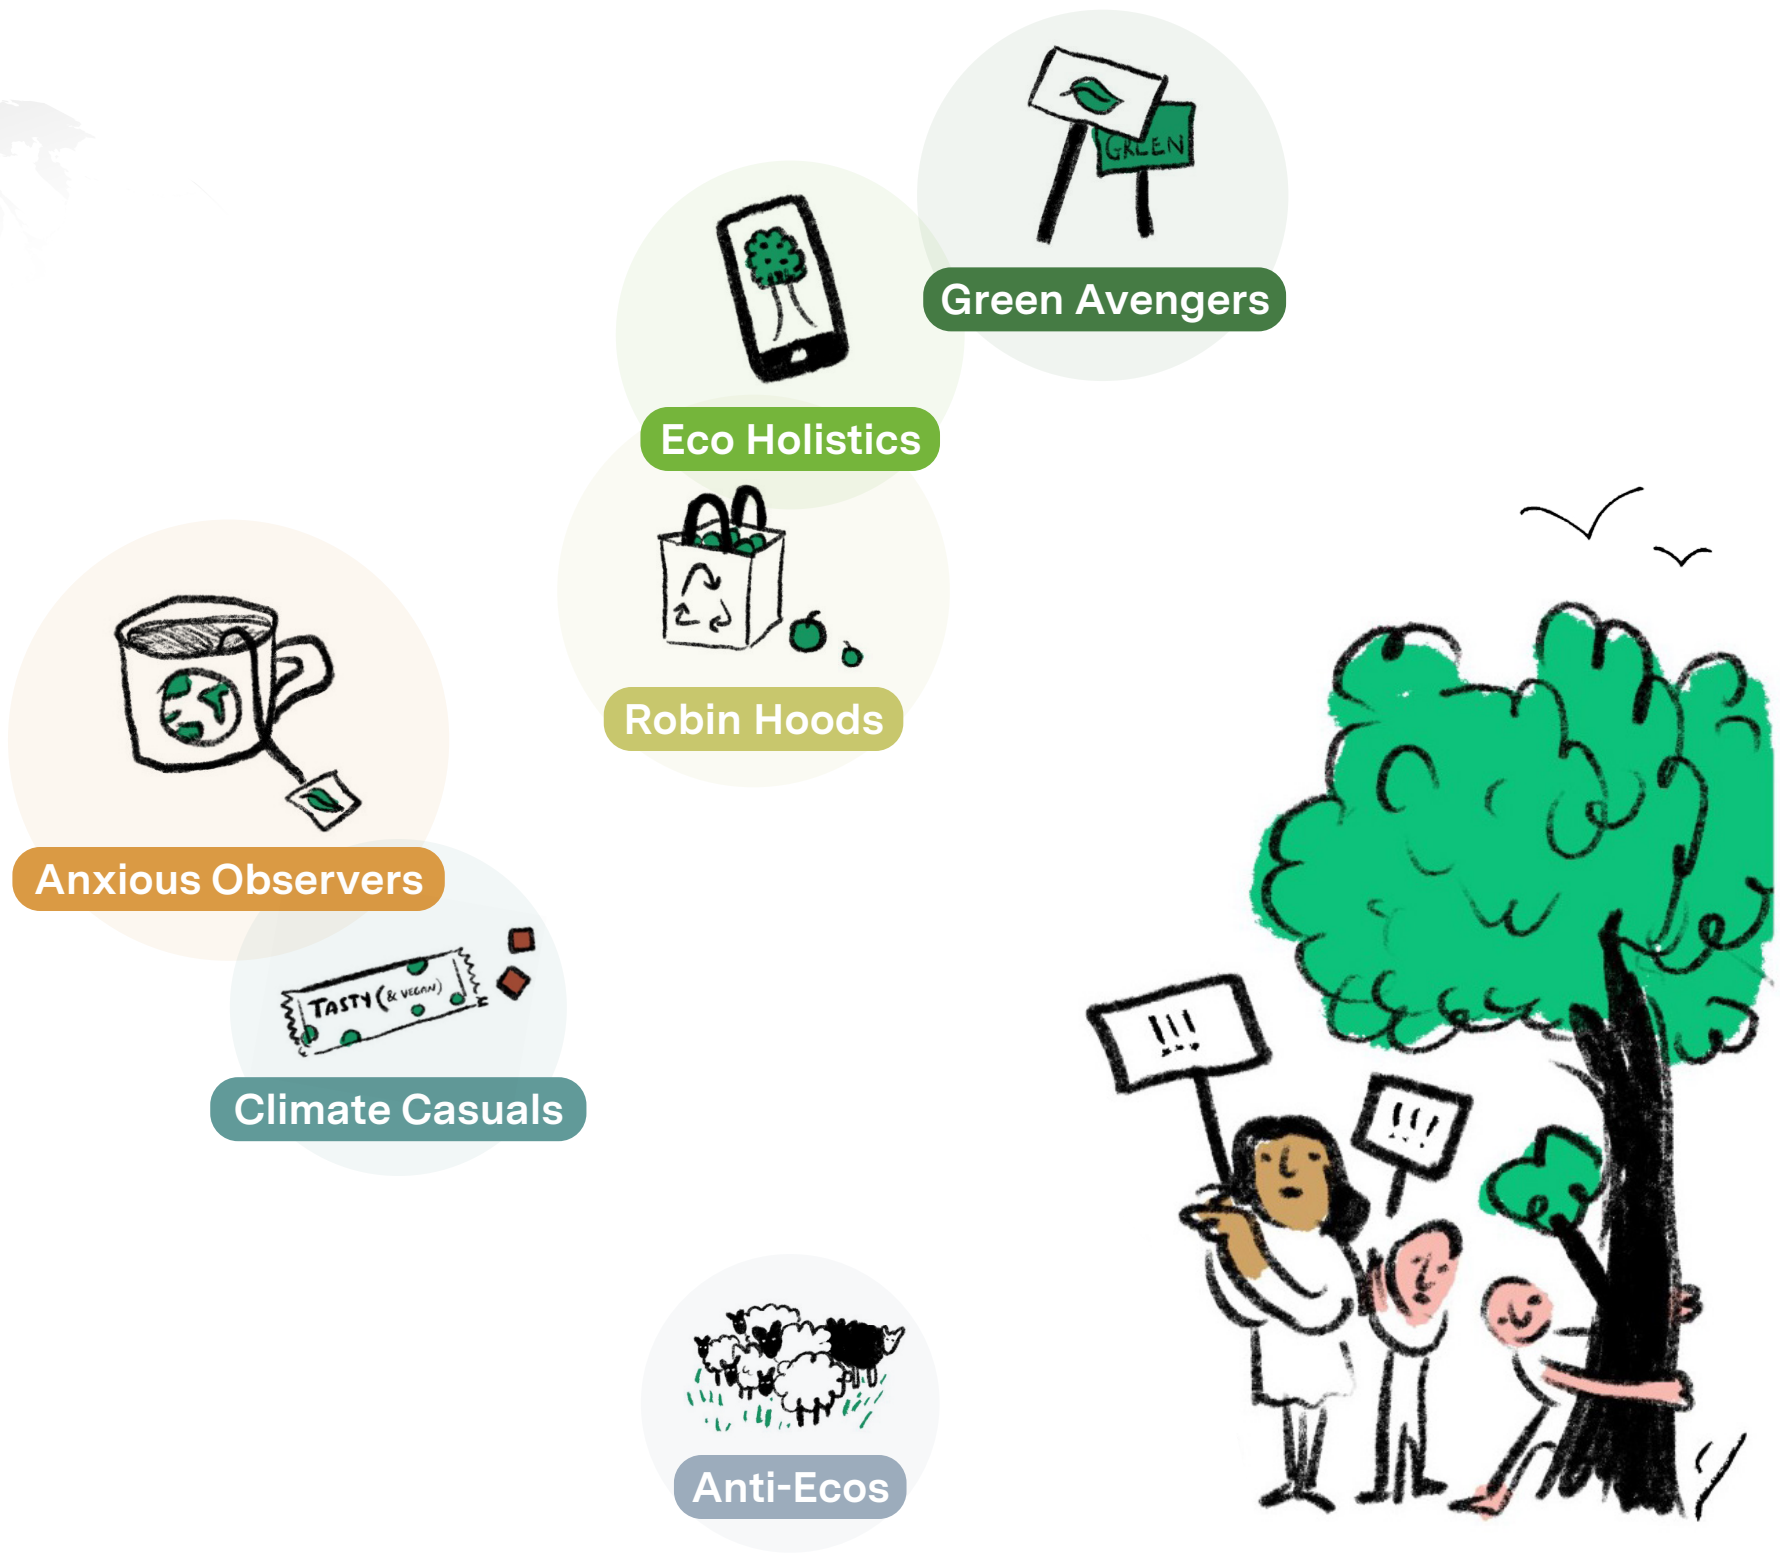 GREEN
Green Avengers
Eco Holistics
Robin Hoods
Anxious Observers
TASTY (& VEGAN)
Climate Casuals
!!!
!!!
Anti-Ecos